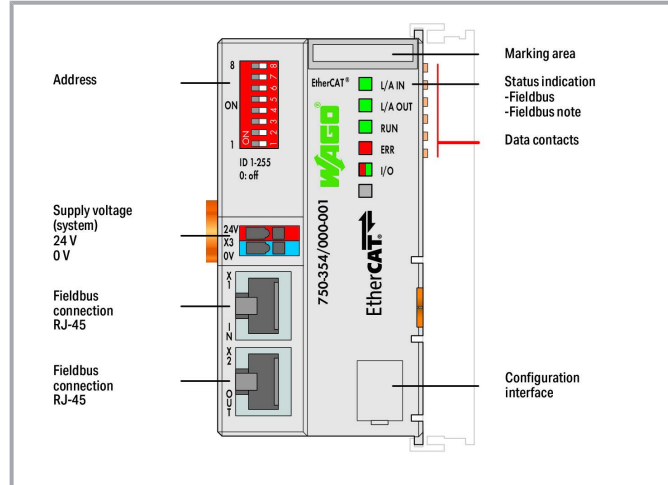 Marking area
Address
8
8
7
6
5
4
3
2
1
ON
ON
1
ID 1-255
0: off
EtherCAT®
L/A IN
L/A OUT
RUN
ERR
I/O
Status indication
-Fieldbus
-Fieldbus note
Data contacts
WAGO®
750-354/000-001
EtherCAT®
Supply voltage
(system)
24 V
0 V
24V
X3
0V
Fieldbus
connection
RJ-45
X1
IN
Fieldbus
connection
RJ-45
X2
OUT
Configuration
interface